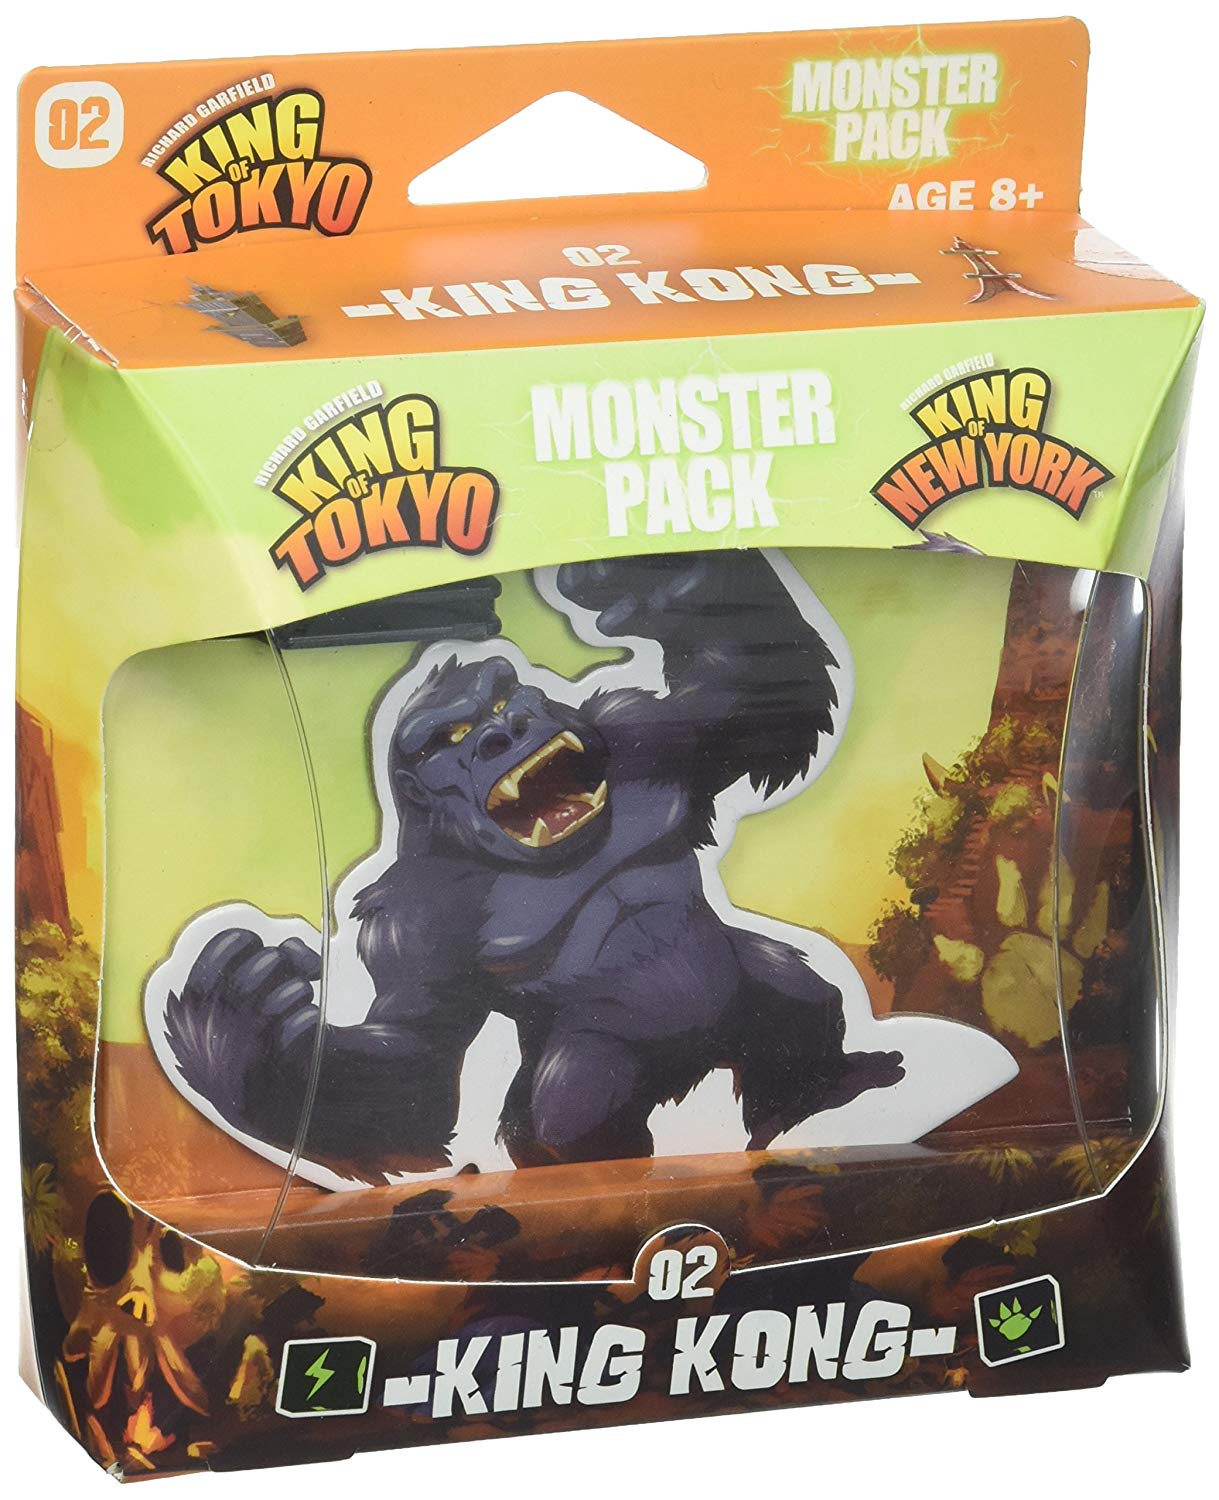 02
RICHARD GARFIELD
KING
OF
TOKYO
MONSTER
PACK
AGE 8+
02
-KING KONG-
RICHARD GARFIELD
KING
OF
TOKYO
MONSTER
PACK
RICHARD GARFIELD
KING
OF
NEW YORK™
02
-KING KONG-